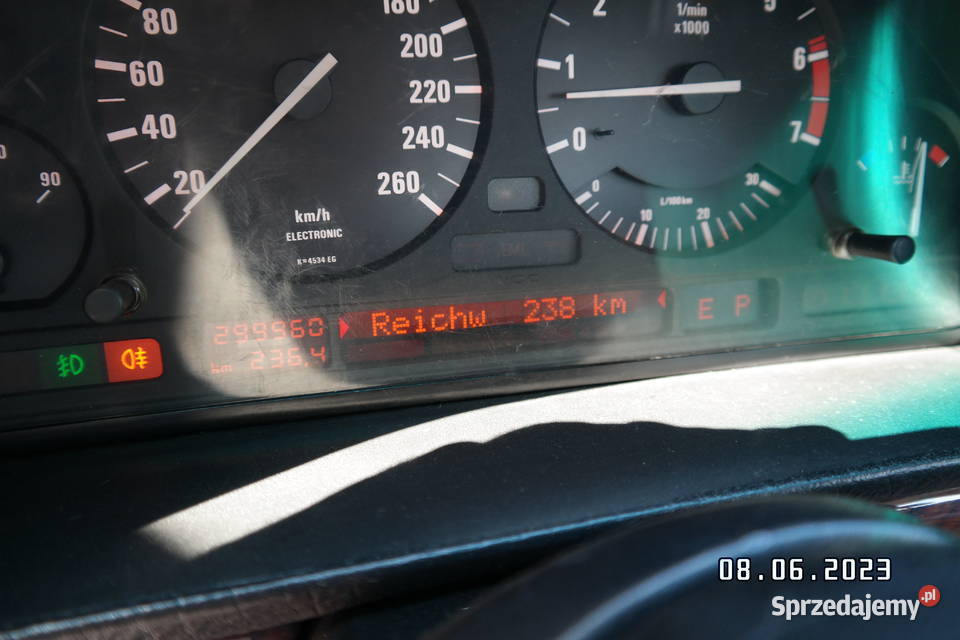 80
60
40
20
180
200
220
240
260
km/h
ELECTRONIC
K = 4534 EG
90
2
1
0
1/min
x1000
5
6
7
0
10
20
30
L/100km
299960
km 236,4
Reichw 238 km
E P
08.06.2023
Sprzedajemy.pl